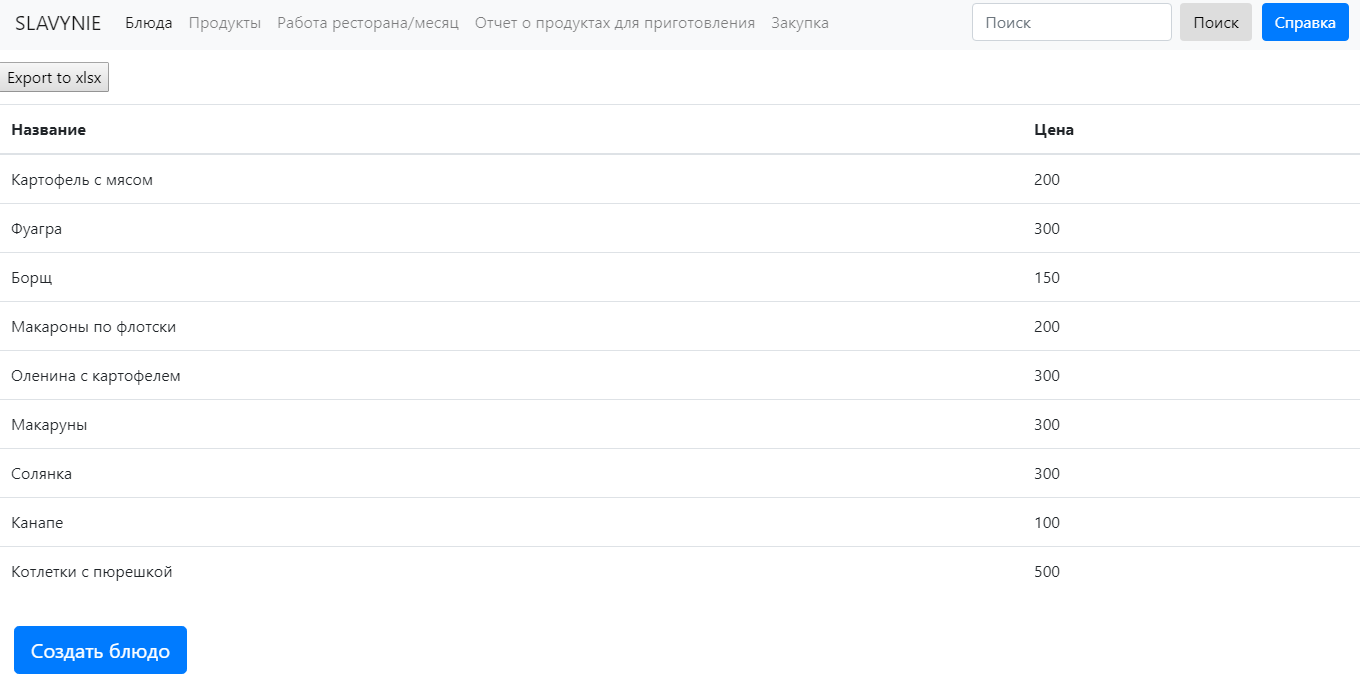 SLAVYNIE Блюда Продукты Работа ресторана/месяц Отчет о продуктах для приготовления Закупка Поиск Поиск Справка
Export to xlsx
Название Цена
Картофель с мясом 200
Фуагра 300
Борщ 150
Макароны по флотски 200
Оленина с картофелем 300
Макаруны 300
Солянка 300
Канапе 100
Котлетки с пюрешкой 500
Создать блюдо